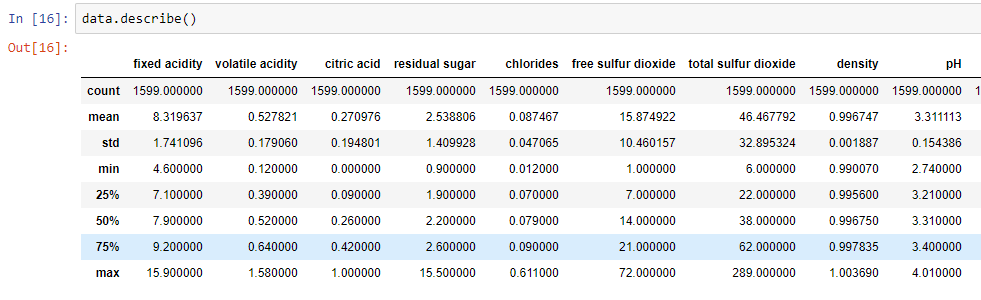 In [16]: data.describe()
Out[16]:
fixed acidity volatile acidity citric acid residual sugar chlorides free sulfur dioxide total sulfur dioxide density pH
count 1599.000000 1599.000000 1599.000000 1599.000000 1599.000000 1599.000000 1599.000000 1599.000000 1599.000000 1
mean 8.319637 0.527821 0.270976 2.538806 0.087467 15.874922 46.467792 0.996747 3.311113
std 1.741096 0.179060 0.194801 1.409928 0.047065 10.460157 32.895324 0.001887 0.154386
min 4.600000 0.120000 0.000000 0.900000 0.012000 1.000000 6.000000 0.990070 2.740000
25% 7.100000 0.390000 0.090000 1.900000 0.070000 7.000000 22.000000 0.995600 3.210000
50% 7.900000 0.520000 0.260000 2.200000 0.079000 14.000000 38.000000 0.996750 3.310000
75% 9.200000 0.640000 0.420000 2.600000 0.090000 21.000000 62.000000 0.997835 3.400000
max 15.900000 1.580000 1.000000 15.500000 0.611000 72.000000 289.000000 1.003690 4.010000